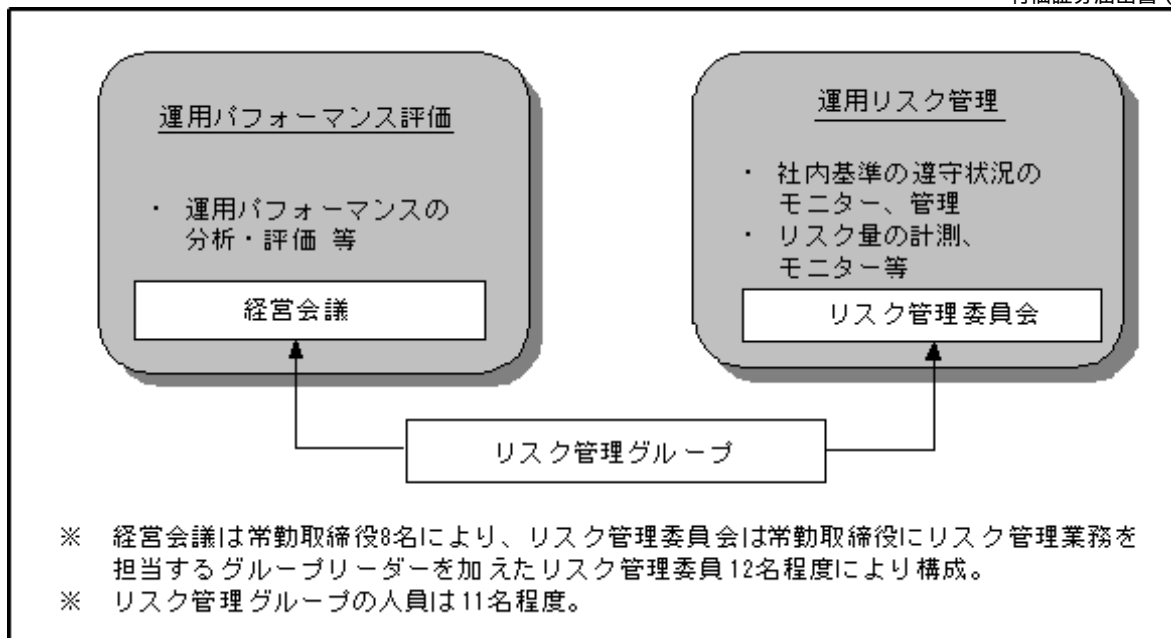 運用パフォーマンス評価
・ 運用パフォーマンスの
分析・評価 等
経営会議
運用リスク管理
・ 社内基準の遵守状況の
モニター、管理
・ リスク量の計測、
モニター等
リスク管理委員会
リスク管理グループ
※ 経営会議は常勤取締役8名により、リスク管理委員会は常勤取締役にリスク管理業務を
担当するグループリーダーを加えたリスク管理委員12名程度により構成。
※ リスク管理グループの人員は11名程度。